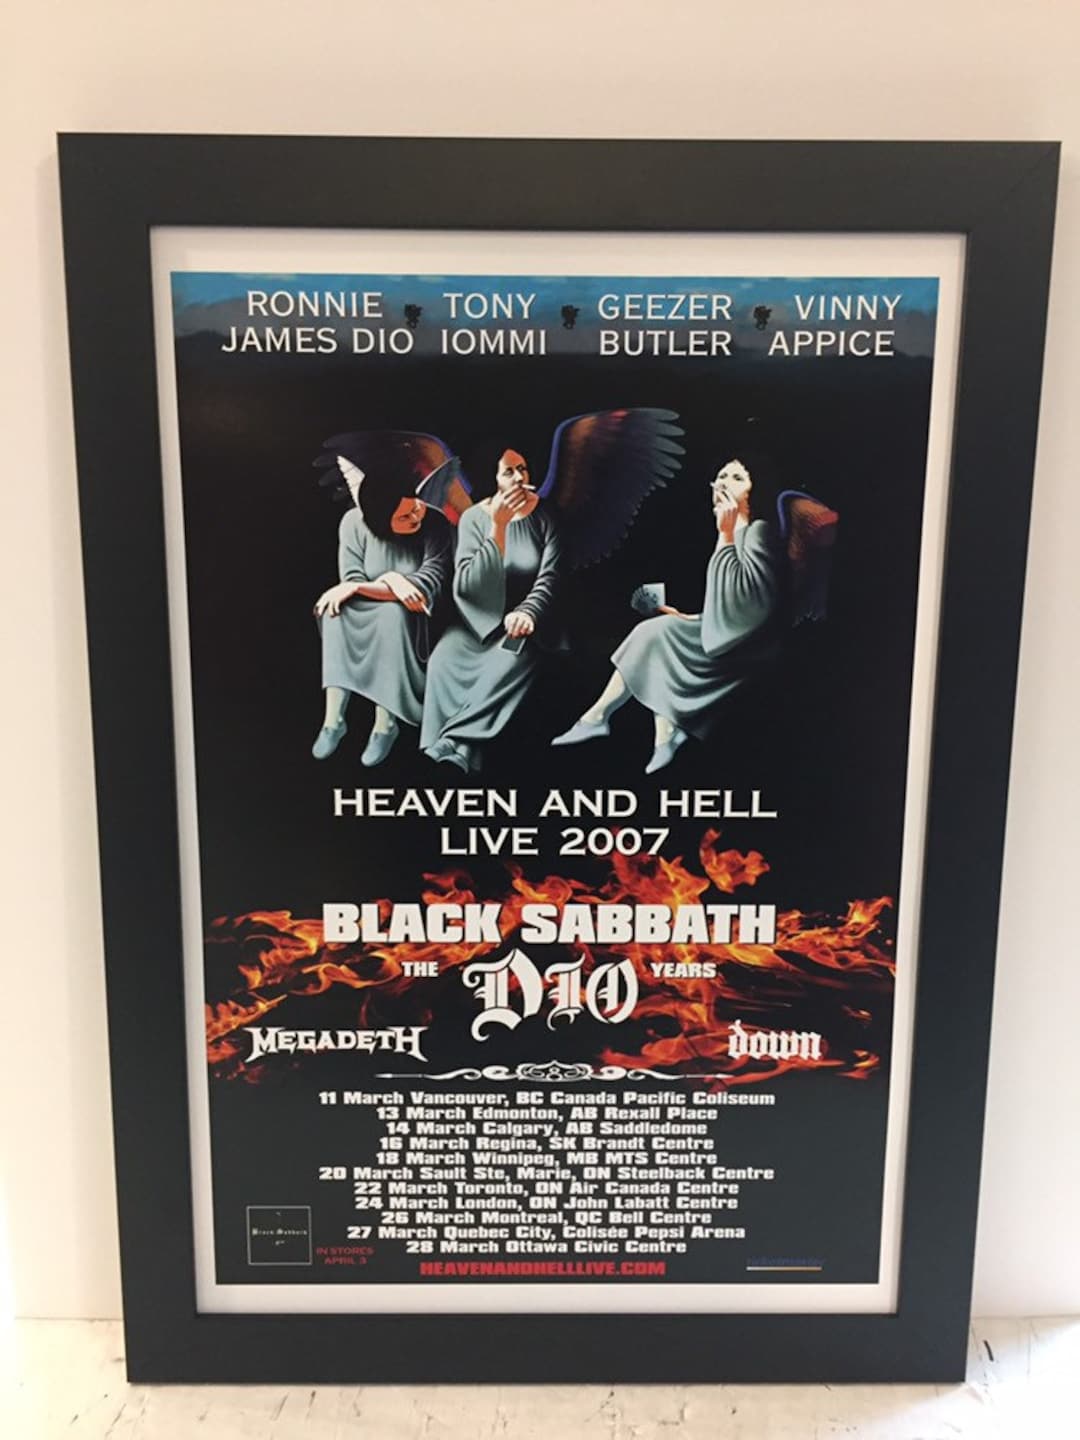 RONNIE TONY GEEZER VINNY
JAMES DIO IOMMI BUTLER APPICE
HEAVEN AND HELL
LIVE 2007
BLACK SABBATH
THE DIO YEARS
MEGADETH
down
11 March Vancouver, BC Canada Pacific Coliseum
13 March Edmonton, AB Rexall Place
14 March Calgary, AB Saddledome
16 March Regina, SK Brandt Centre
18 March Winnipeg, MB MTS Centre
20 March Sault Ste, Marie, ON Steelback Centre
22 March Toronto, ON Air Canada Centre
24 March London, ON John Labatt Centre
26 March Montreal, QC Bell Centre
27 March Quebec City, Colisée Pepsi Arena
28 March Ottawa Civic Centre
HEAVENANDHELLLIVE.COM
Black Sabbath
IN STORES
APRIL 3